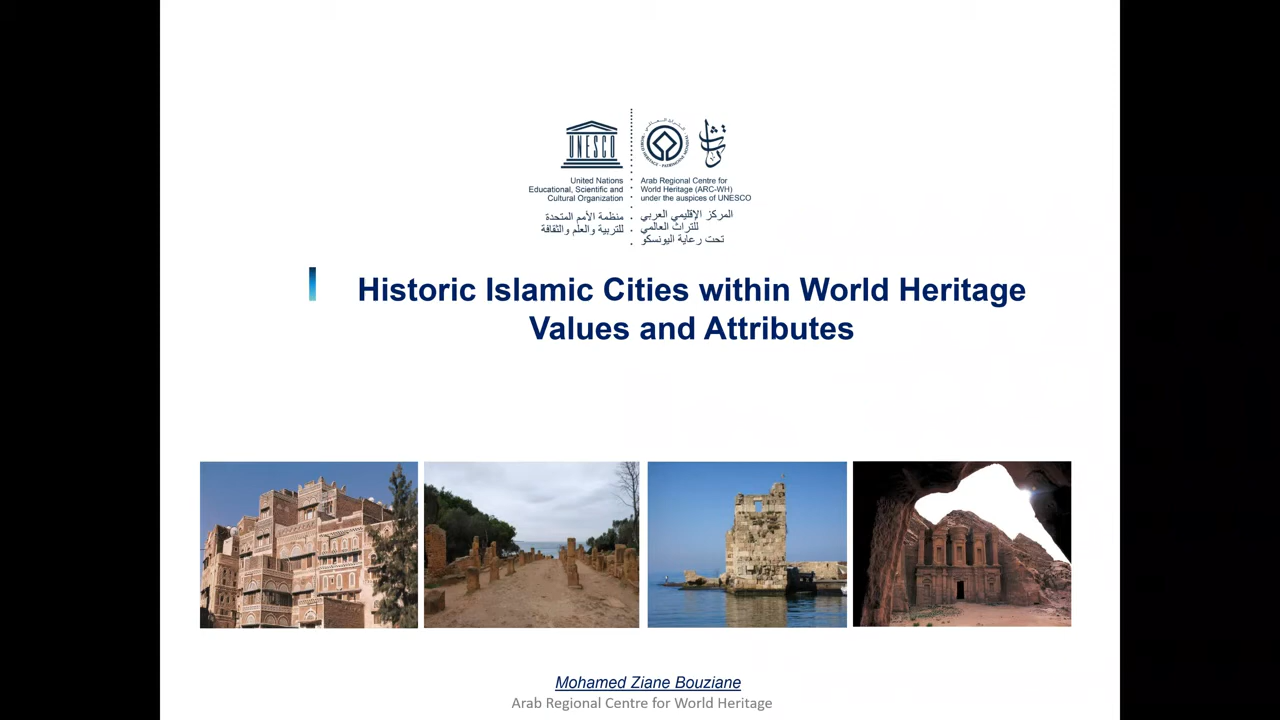 UNESCO
United Nations
Educational, Scientific and
Cultural Organization
منظمة الأمم المتحدة
للتربية والعلم والثقافة
Arab Regional Centre for
World Heritage (ARC-WH)
under the auspices of UNESCO
المركز الإقليمي العربي
للتراث العالمي
تحت رعاية اليونسكو
Historic Islamic Cities within World Heritage
Values and Attributes
Mohamed Ziane Bouziane
Arab Regional Centre for World Heritage